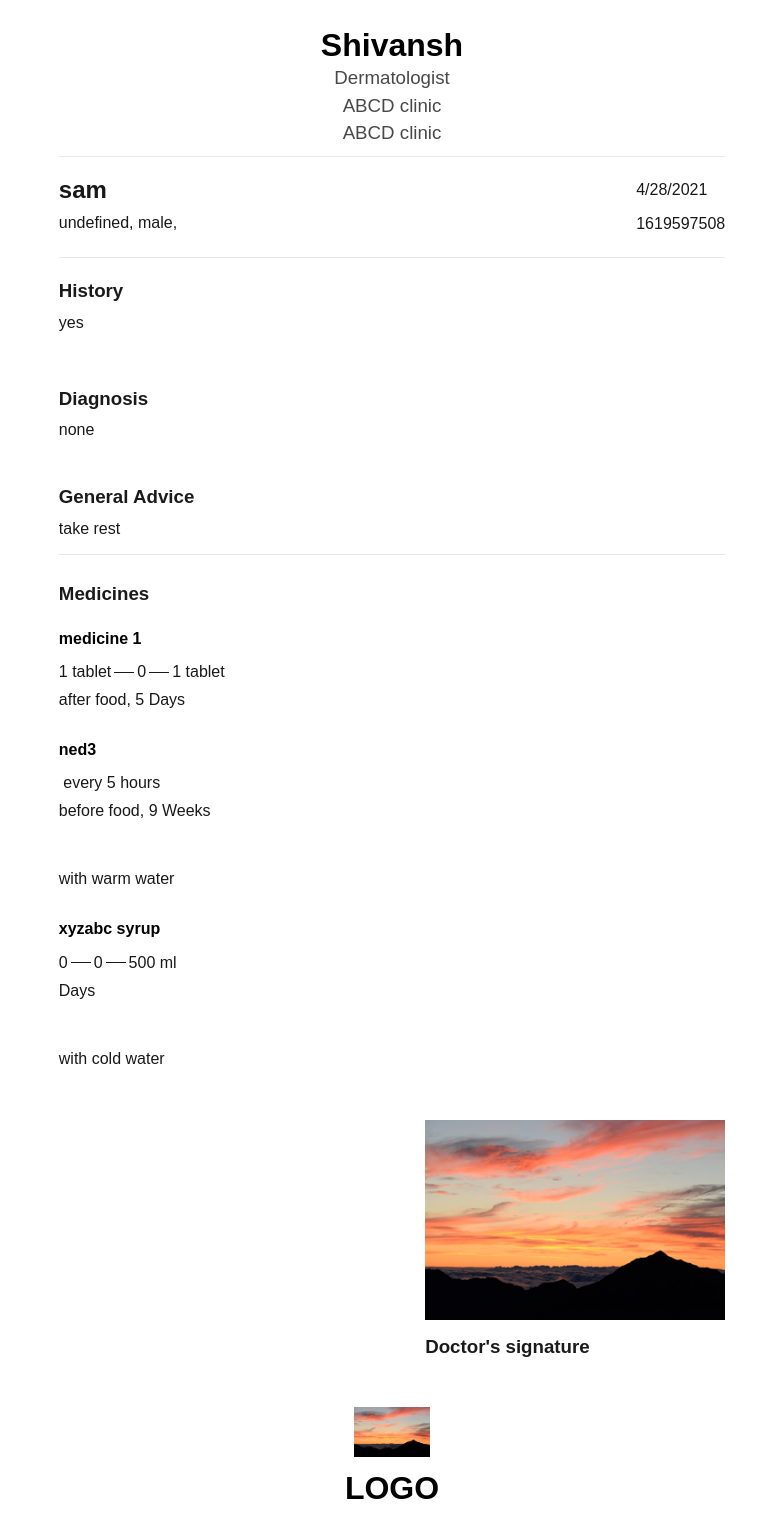 Shivansh
Dermatologist
ABCD clinic
ABCD clinic
sam
4/28/2021
undefined, male,
1619597508
History
yes
Diagnosis
none
General Advice
take rest
Medicines
medicine 1
1 tablet — 0 — 1 tablet
after food, 5 Days
ned3
every 5 hours
before food, 9 Weeks
with warm water
xyzabc syrup
0 — 0 — 500 ml
Days
with cold water
Doctor's signature
LOGO